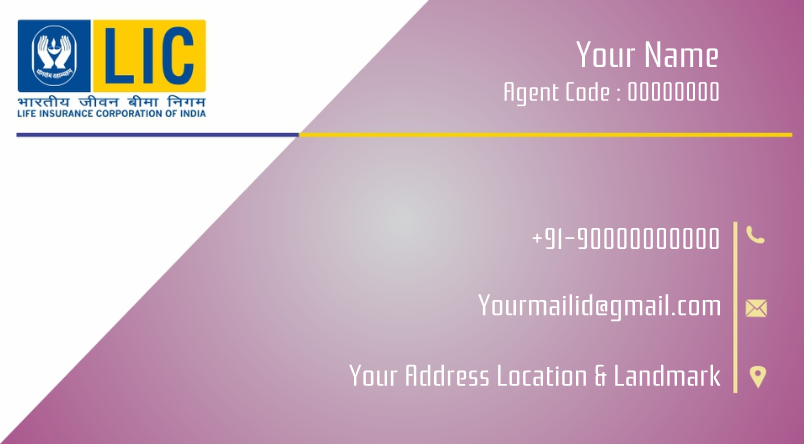 LIC
भारतीय जीवन बीमा निगम
LIFE INSURANCE CORPORATION OF INDIA
Your Name
Agent Code : 00000000
+91-90000000000
Yourmailid@gmail.com
Your Address Location & Landmark